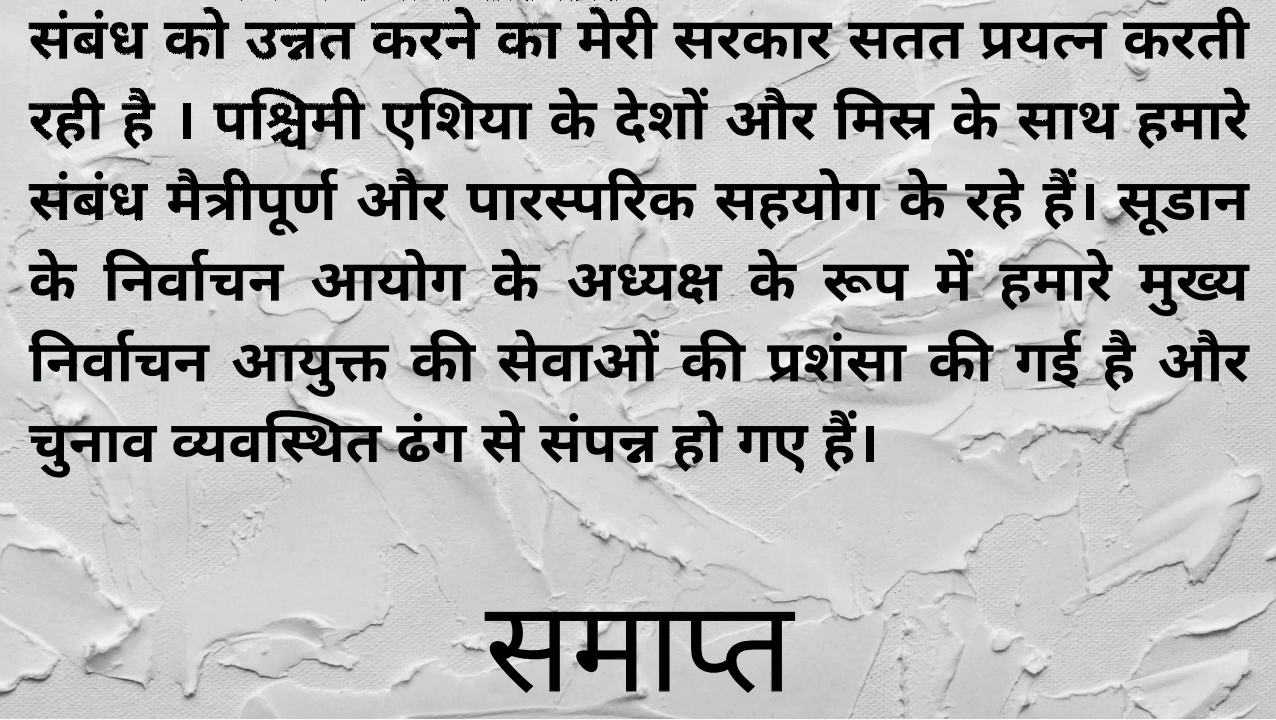 संबंध को उन्नत करने का मेरी सरकार सतत प्रयत्न करती
रही है । पश्चिमी एशिया के देशों और मिस्र के साथ हमारे
संबंध मैत्रीपूर्ण और पारस्परिक सहयोग के रहे हैं। सूडान
के निर्वाचन आयोग के अध्यक्ष के रूप में हमारे मुख्य
निर्वाचन आयुक्त की सेवाओं की प्रशंसा की गई है और
चुनाव व्यवस्थित ढंग से संपन्न हो गए हैं।
समाप्त